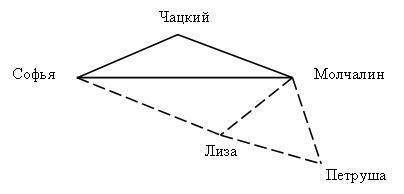 Чацкий
Софья
Молчалин
Лиза
Петруша